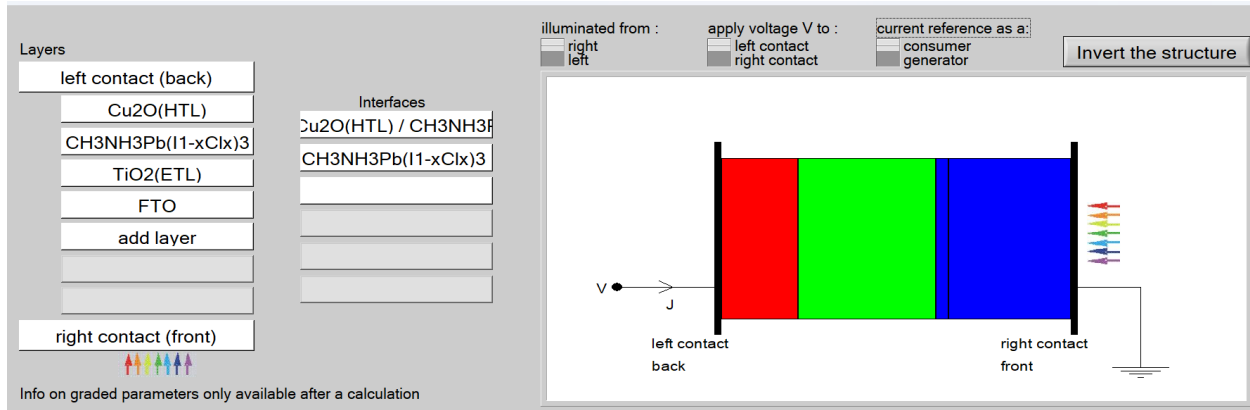 Layers
left contact (back)
Cu2O(HTL)
CH3NH3Pb(I1-xClx)3
TiO2(ETL)
FTO
add layer
right contact (front)
Info on graded parameters only available after a calculation
Interfaces
Cu2O(HTL) / CH3NH3
CH3NH3Pb(I1-xClx)3
illuminated from :
right
left
apply voltage V to :
left contact
right contact
current reference as a:
consumer
generator
Invert the structure
V
J
left contact
back
right contact
front